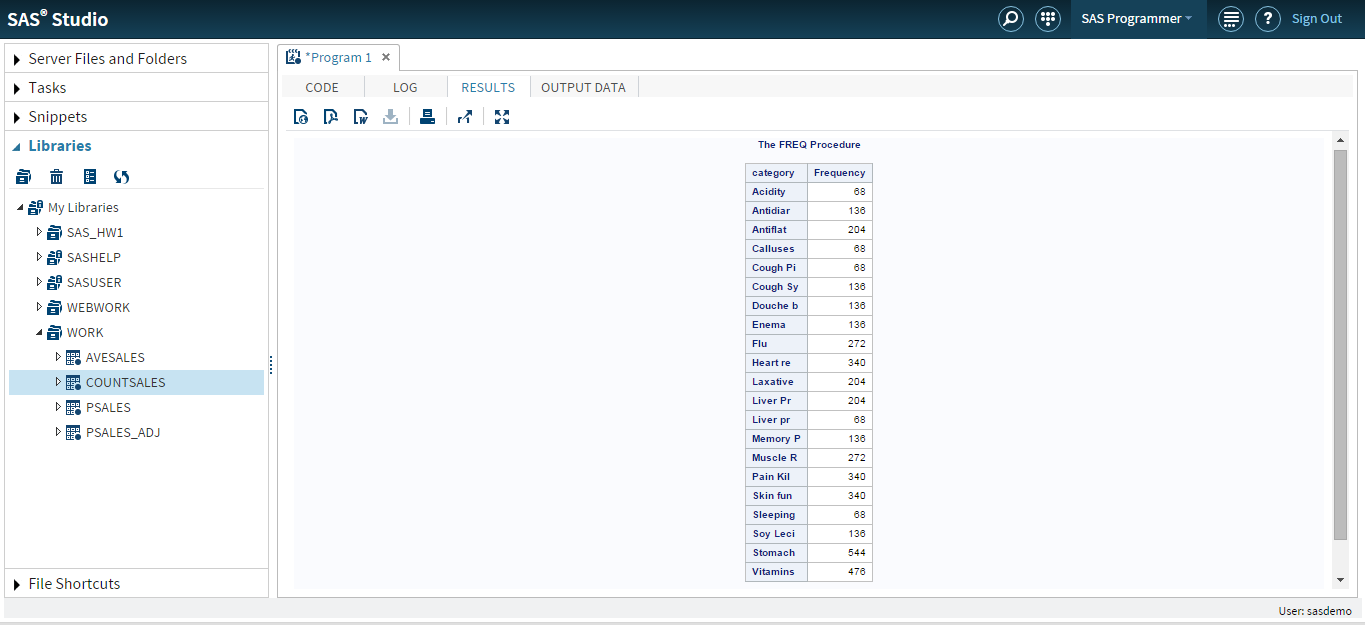 SAS® Studio
SAS Programmer
Sign Out
Server Files and Folders
Tasks
Snippets
Libraries
My Libraries
SAS_HW1
SASHELP
SASUSER
WEBWORK
WORK
AVESALES
COUNTSALES
PSALES
PSALES_ADJ
File Shortcuts
*Program 1
CODE LOG RESULTS OUTPUT DATA
The FREQ Procedure
category Frequency
Acidity 68
Antidiar 136
Antiflat 204
Calluses 68
Cough Pi 68
Cough Sy 136
Douche b 136
Enema 136
Flu 272
Heart re 340
Laxative 204
Liver Pr 204
Liver pr 68
Memory P 136
Muscle R 272
Pain Kil 340
Skin fun 340
Sleeping 68
Soy Leci 136
Stomach 544
Vitamins 476
User: sasdemo